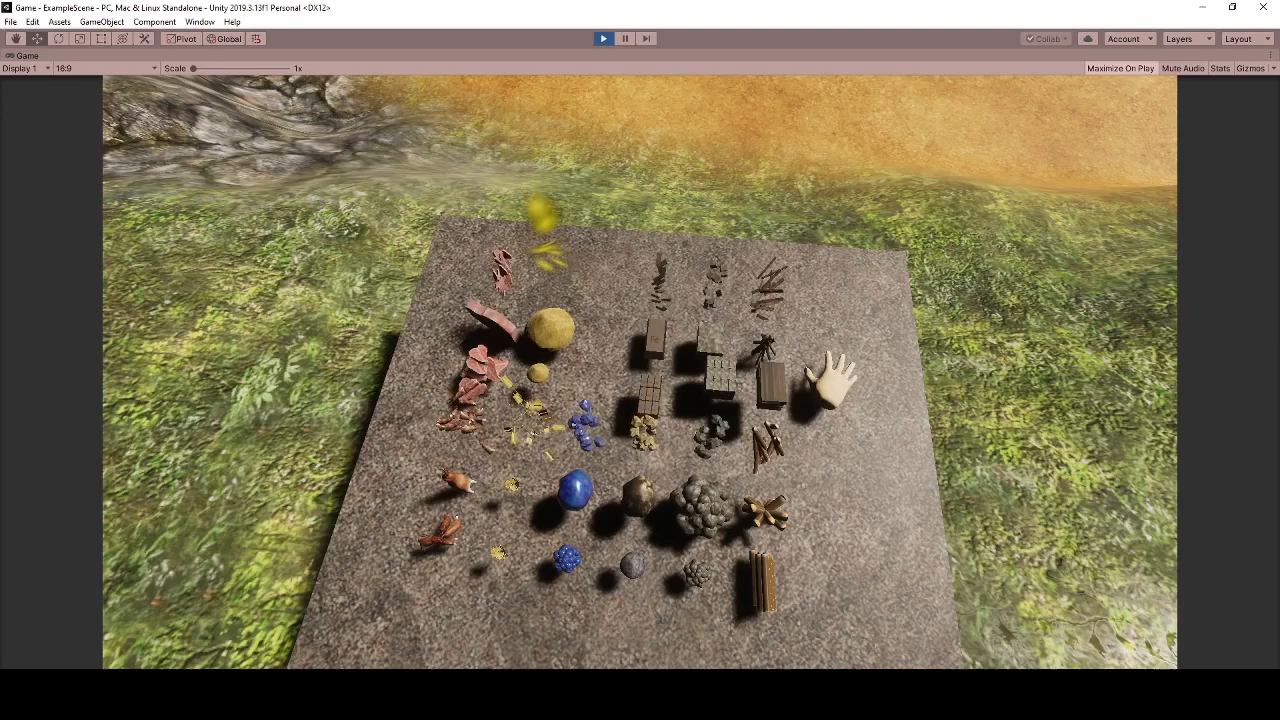 Game - ExampleScene - PC, Mac & Linux Standalone - Unity 2019.3.13f1 Personal <DX12>
File Edit Assets GameObject Component Window Help
Pivot Global Collab Account Layers Layout
Game
Display 1 16:9 Scale 1x Maximize On Play Mute Audio Stats Gizmos